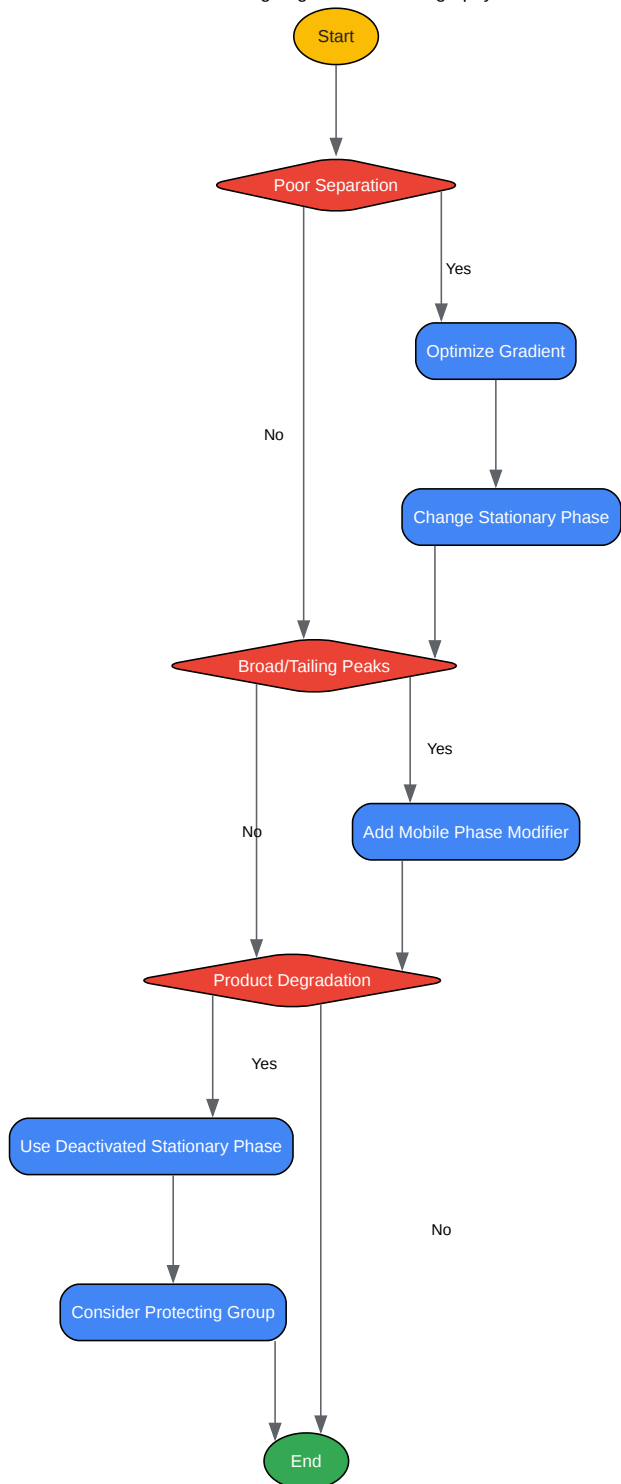 Start
Poor Separation
Yes
Optimize Gradient
No
Change Stationary Phase
Broad/Tailing Peaks
Yes
No
Add Mobile Phase Modifier
Product Degradation
Yes
Use Deactivated Stationary Phase
No
Consider Protecting Group
End